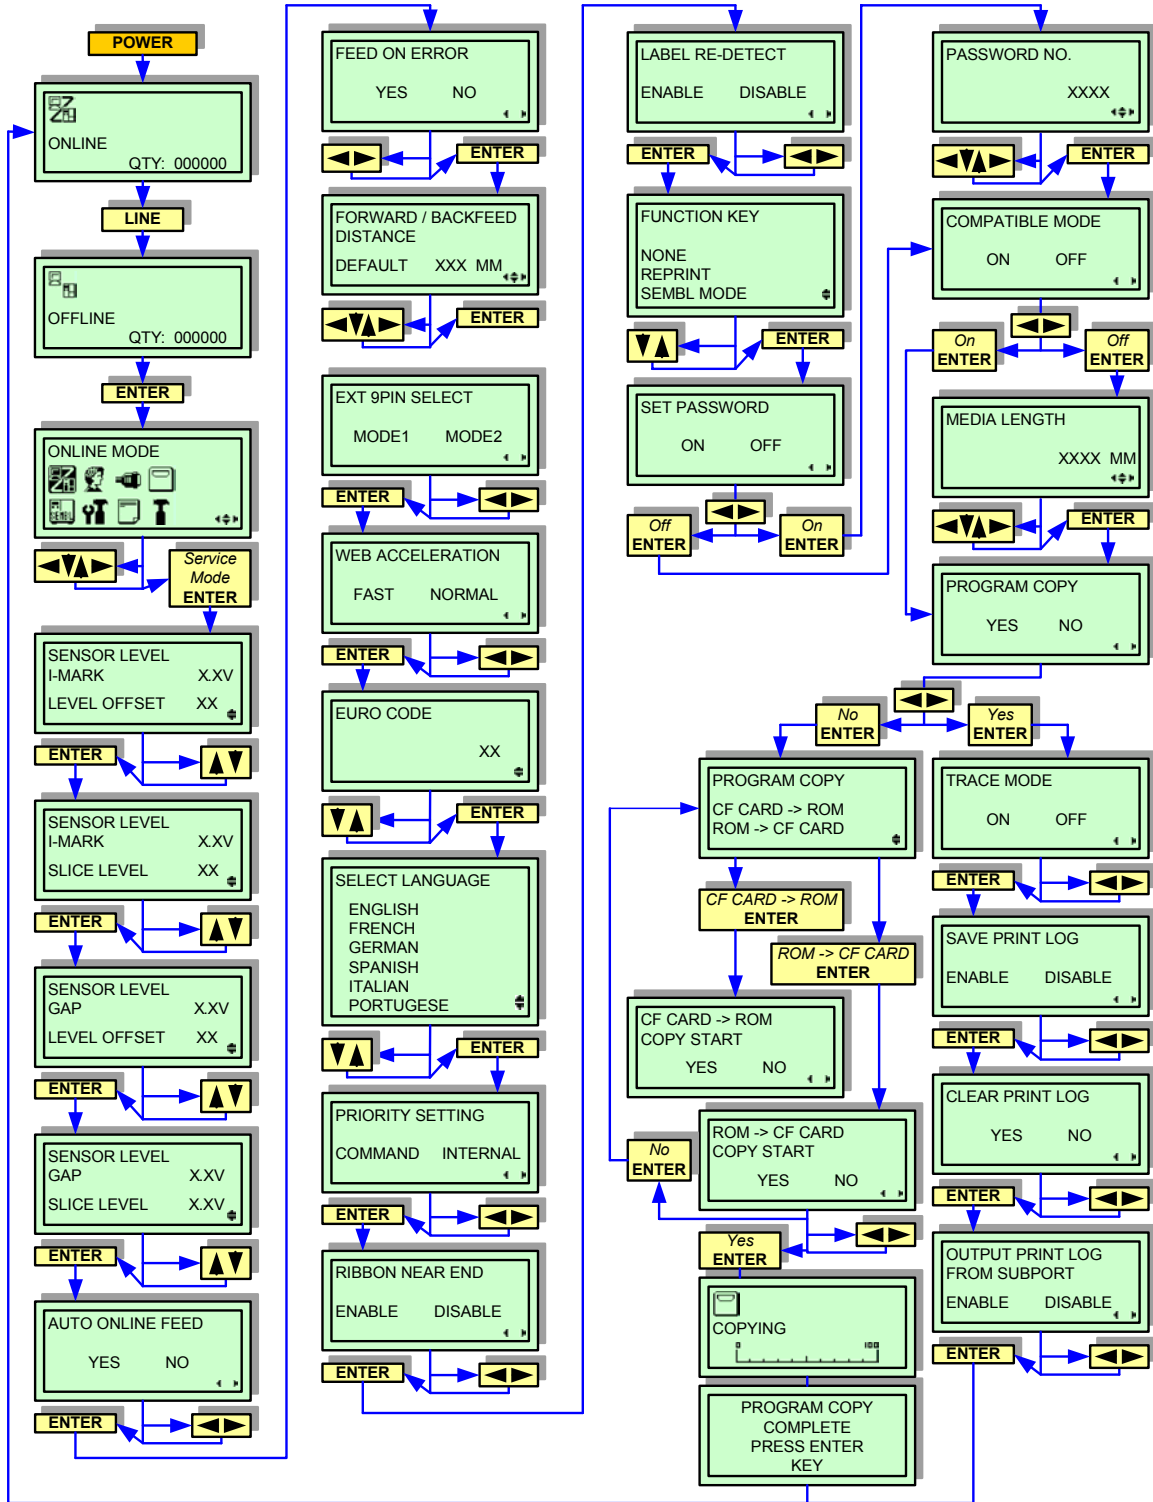 POWER
ONLINE
QTY: 000000
LINE
OFFLINE
QTY: 000000
ENTER
ONLINE MODE
SEMBL
Service
Mode
ENTER
SENSOR LEVEL
I-MARK X.XV
LEVEL OFFSET XX
ENTER
SENSOR LEVEL
I-MARK X.XV
SLICE LEVEL XX
ENTER
SENSOR LEVEL
GAP X.XV
LEVEL OFFSET XX
ENTER
SENSOR LEVEL
GAP X.XV
SLICE LEVEL X.XV
ENTER
AUTO ONLINE FEED
YES NO
ENTER
FEED ON ERROR
YES NO
ENTER
FORWARD / BACKFEED
DISTANCE
DEFAULT XXX MM
ENTER
EXT 9PIN SELECT
MODE1 MODE2
ENTER
WEB ACCELERATION
FAST NORMAL
ENTER
EURO CODE
XX
ENTER
SELECT LANGUAGE
ENGLISH
FRENCH
GERMAN
SPANISH
ITALIAN
PORTUGESE
ENTER
PRIORITY SETTING
COMMAND INTERNAL
ENTER
RIBBON NEAR END
ENABLE DISABLE
ENTER
LABEL RE-DETECT
ENABLE DISABLE
ENTER
FUNCTION KEY
NONE
REPRINT
SEMBL MODE
ENTER
SET PASSWORD
ON OFF
Off
ENTER
On
ENTER
PASSWORD NO.
XXXX
ENTER
COMPATIBLE MODE
ON OFF
On
ENTER
Off
ENTER
MEDIA LENGTH
XXXX MM
ENTER
PROGRAM COPY
YES NO
No
ENTER
Yes
ENTER
PROGRAM COPY
CF CARD -> ROM
ROM -> CF CARD
CF CARD -> ROM
ENTER
ROM -> CF CARD
ENTER
CF CARD -> ROM
COPY START
YES NO
ROM -> CF CARD
COPY START
YES NO
No
ENTER
Yes
ENTER
COPYING
0 100
PROGRAM COPY
COMPLETE
PRESS ENTER
KEY
TRACE MODE
ON OFF
ENTER
SAVE PRINT LOG
ENABLE DISABLE
ENTER
CLEAR PRINT LOG
YES NO
ENTER
OUTPUT PRINT LOG
FROM SUBPORT
ENABLE DISABLE
ENTER